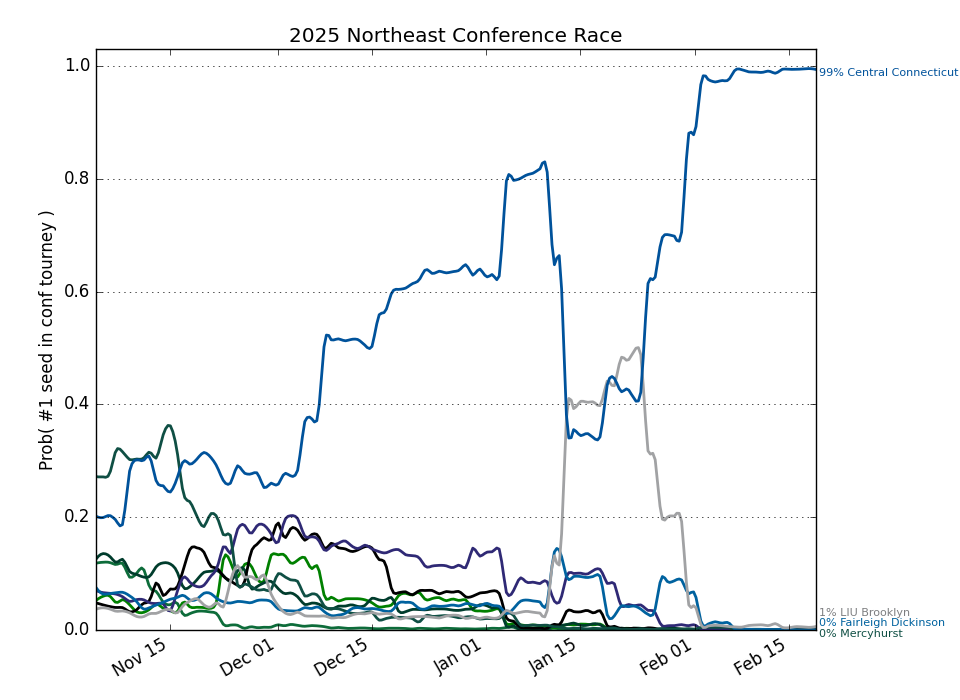 2025 Northeast Conference Race
Prob( #1 seed in conf tourney )
1.0
0.8
0.6
0.4
0.2
0.0
Nov 15
Dec 01
Dec 15
Jan 01
Jan 15
Feb 01
Feb 15
99% Central Connecticut
1% LIU Brooklyn
0% Fairleigh Dickinson
0% Mercyhurst